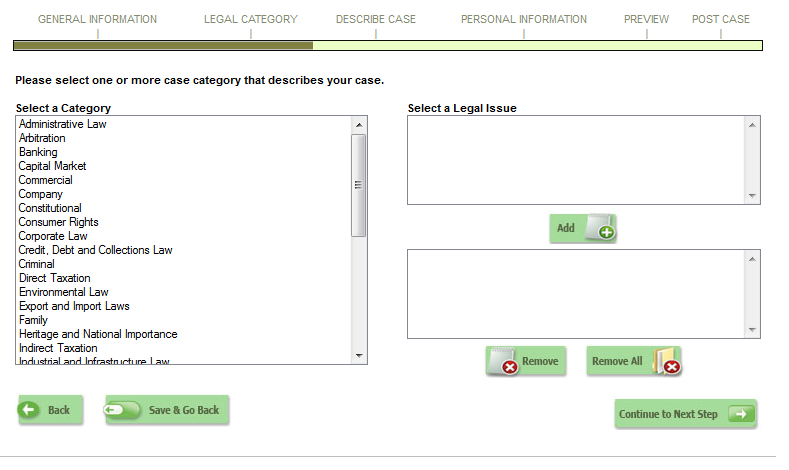 GENERAL INFORMATION LEGAL CATEGORY DESCRIBE CASE PERSONAL INFORMATION PREVIEW POST CASE
Please select one or more case category that describes your case.
Select a Category
Administrative Law
Arbitration
Banking
Capital Market
Commercial
Company
Constitutional
Consumer Rights
Corporate Law
Credit, Debt and Collections Law
Criminal
Direct Taxation
Environmental Law
Export and Import Laws
Family
Heritage and National Importance
Indirect Taxation
Industrial and Infrastructure Law
Select a Legal Issue
Add
Remove Remove All
Back Save & Go Back Continue to Next Step